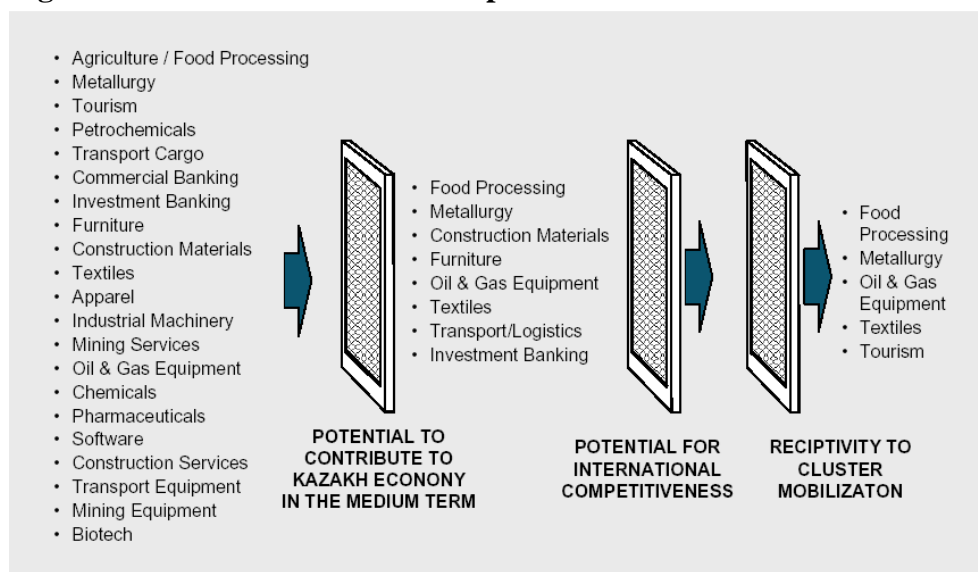 • Agriculture / Food Processing
• Metallurgy
• Tourism
• Petrochemicals
• Transport Cargo
• Commercial Banking
• Investment Banking
• Furniture
• Construction Materials
• Textiles
• Apparel
• Industrial Machinery
• Mining Services
• Oil & Gas Equipment
• Chemicals
• Pharmaceuticals
• Software
• Construction Services
• Transport Equipment
• Mining Equipment
• Biotech
POTENTIAL TO
CONTRIBUTE TO
KAZAKH ECONONY
IN THE MEDIUM TERM
• Food Processing
• Metallurgy
• Construction Materials
• Furniture
• Oil & Gas Equipment
• Textiles
• Transport/Logistics
• Investment Banking
POTENTIAL FOR
INTERNATIONAL
COMPETITIVENESS
RECIPTIVITY TO
CLUSTER
MOBILIZATON
• Food
Processing
• Metallurgy
• Oil & Gas
Equipment
• Textiles
• Tourism